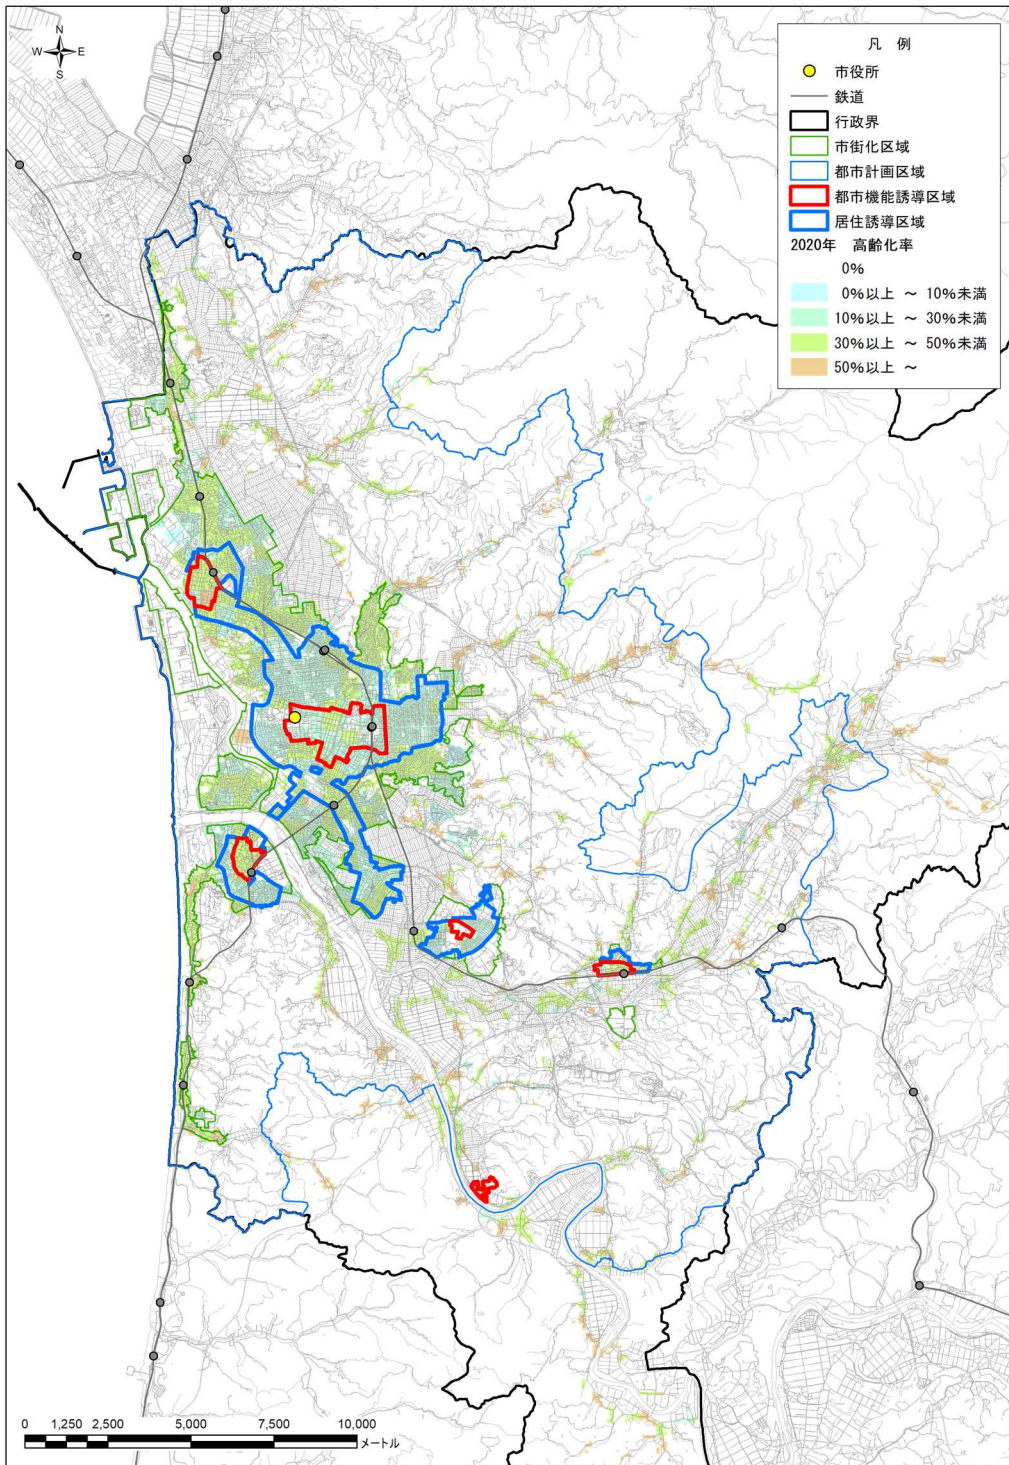 N
W E
S
凡 例
市役所
鉄道
行政界
市街化区域
都市計画区域
都市機能誘導区域
居住誘導区域
2020年 高齢化率
0%
0%以上 ～ 10%未満
10%以上 ～ 30%未満
30%以上 ～ 50%未満
50%以上 ～
0 1,250 2,500 5,000 7,500 10,000
メートル